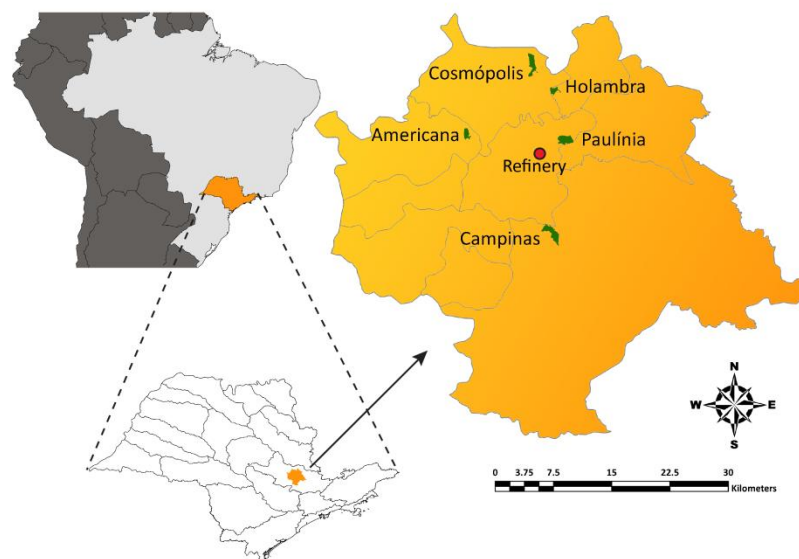 Cosmópolis
Holambra
Americana
Paulínia
Refinery
Campinas
N
W E
S
0 3.75 7.5 15 22.5 30
Kilometers